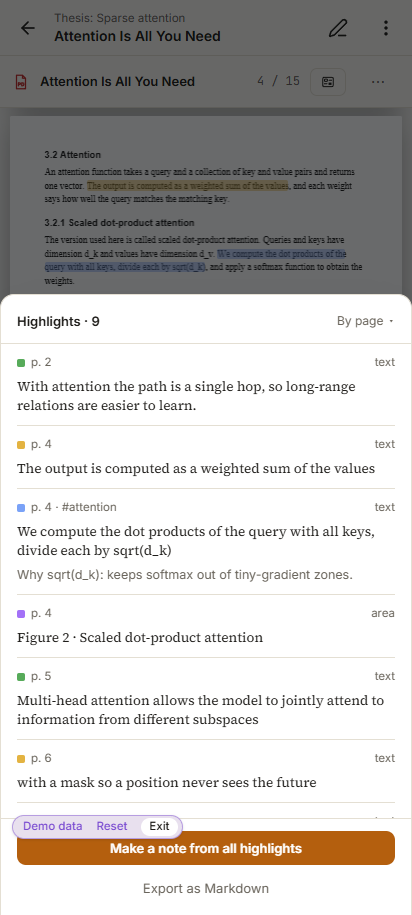 Thesis: Sparse attention
Attention Is All You Need
Attention Is All You Need
4 / 15
3.2 Attention
An attention function takes a query and a collection of key and value pairs and returns
one vector. The output is computed as a weighted sum of the values, and each weight
says how well the query matches the matching key.
3.2.1 Scaled dot-product attention
The version used here is called scaled dot-product attention. Queries and keys have
dimension d_k and values have dimension d_v. We compute the dot products of the
query with all keys, divide each by sqrt(d_k), and apply a softmax function to obtain the
weights.
Highlights · 9
By page
p. 2
text
With attention the path is a single hop, so long-range
relations are easier to learn.
p. 4
text
The output is computed as a weighted sum of the values
p. 4 · #attention
text
We compute the dot products of the query with all keys,
divide each by sqrt(d_k)
Why sqrt(d_k): keeps softmax out of tiny-gradient zones.
p. 4
area
Figure 2 · Scaled dot-product attention
p. 5
text
Multi-head attention allows the model to jointly attend to
information from different subspaces
p. 6
text
with a mask so a position never sees the future
Demo data
Reset
Exit
Make a note from all highlights
Export as Markdown